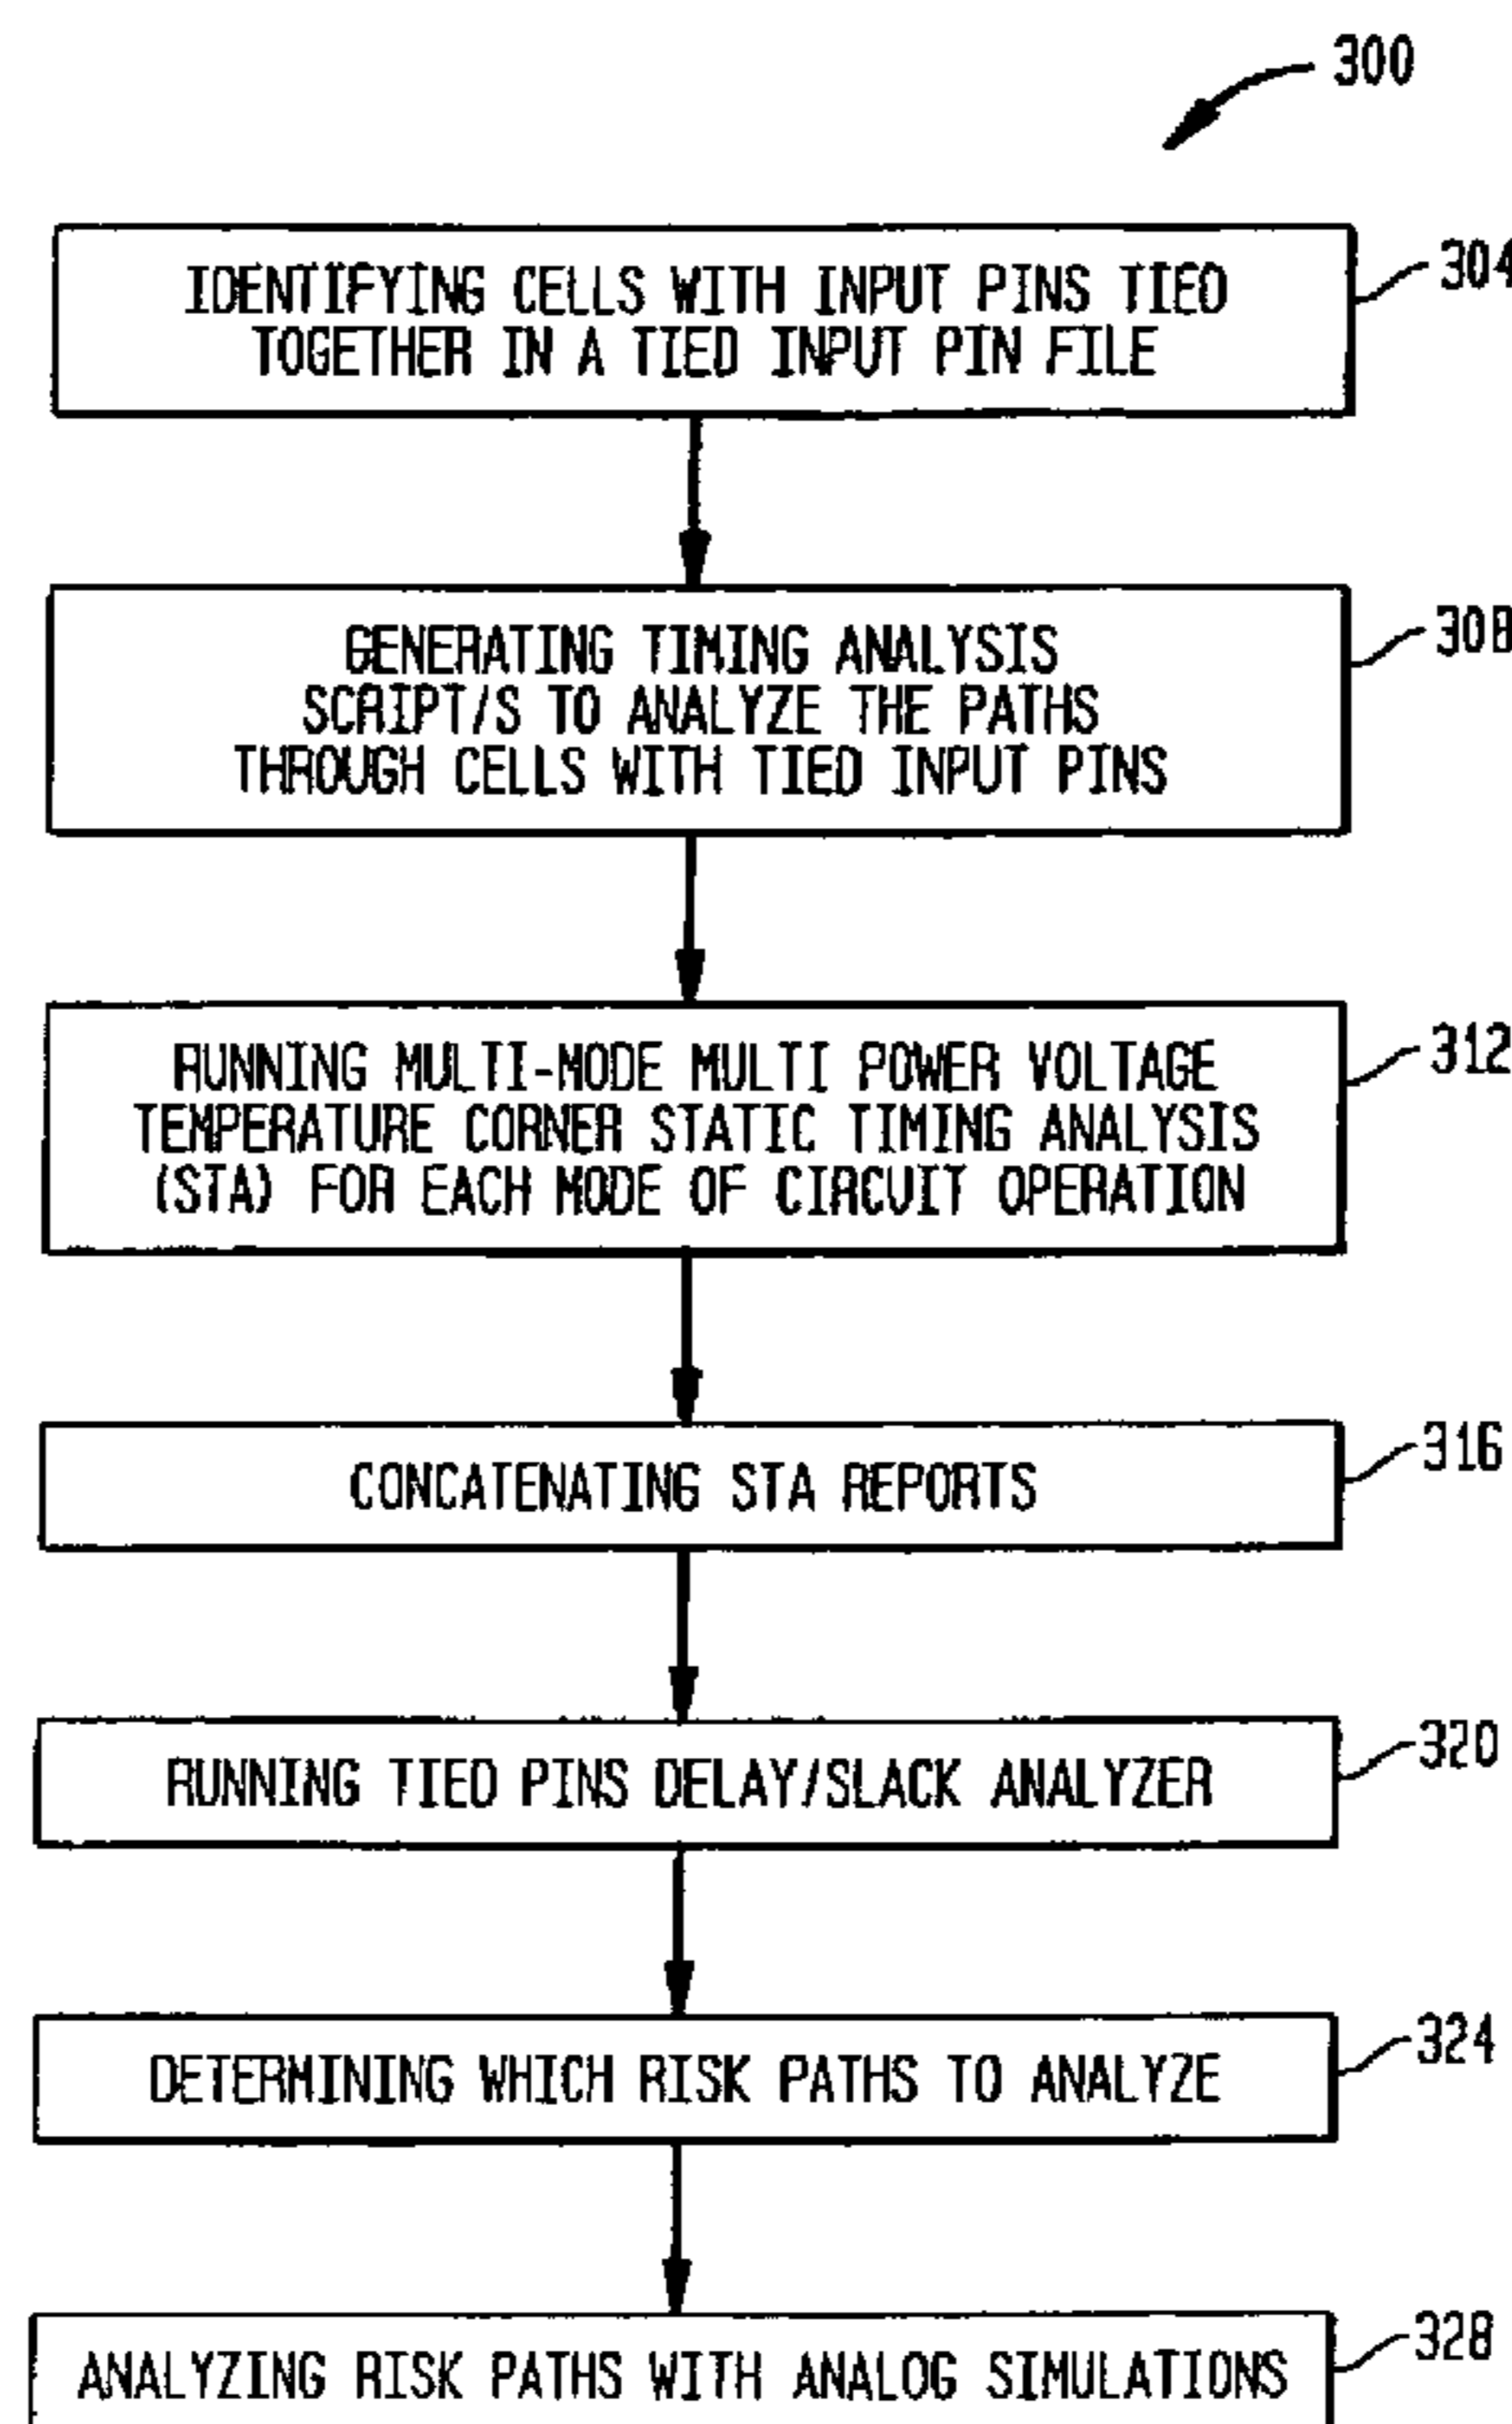 300
IDENTIFYING CELLS WITH INPUT PINS TIED
TOGETHER IN A TIED INPUT PIN FILE
304
GENERATING TIMING ANALYSIS
SCRIPT/S TO ANALYZE THE PATHS
THROUGH CELLS WITH TIED INPUT PINS
308
RUNNING MULTI-MODE MULTI POWER VOLTAGE
TEMPERATURE CORNER STATIC TIMING ANALYSIS
(STA) FOR EACH MODE OF CIRCUIT OPERATION
312
CONCATENATING STA REPORTS
316
RUNNING TIED PINS DELAY/SLACK ANALYZER
320
DETERMINING WHICH RISK PATHS TO ANALYZE
324
ANALYZING RISK PATHS WITH ANALOG SIMULATIONS
328